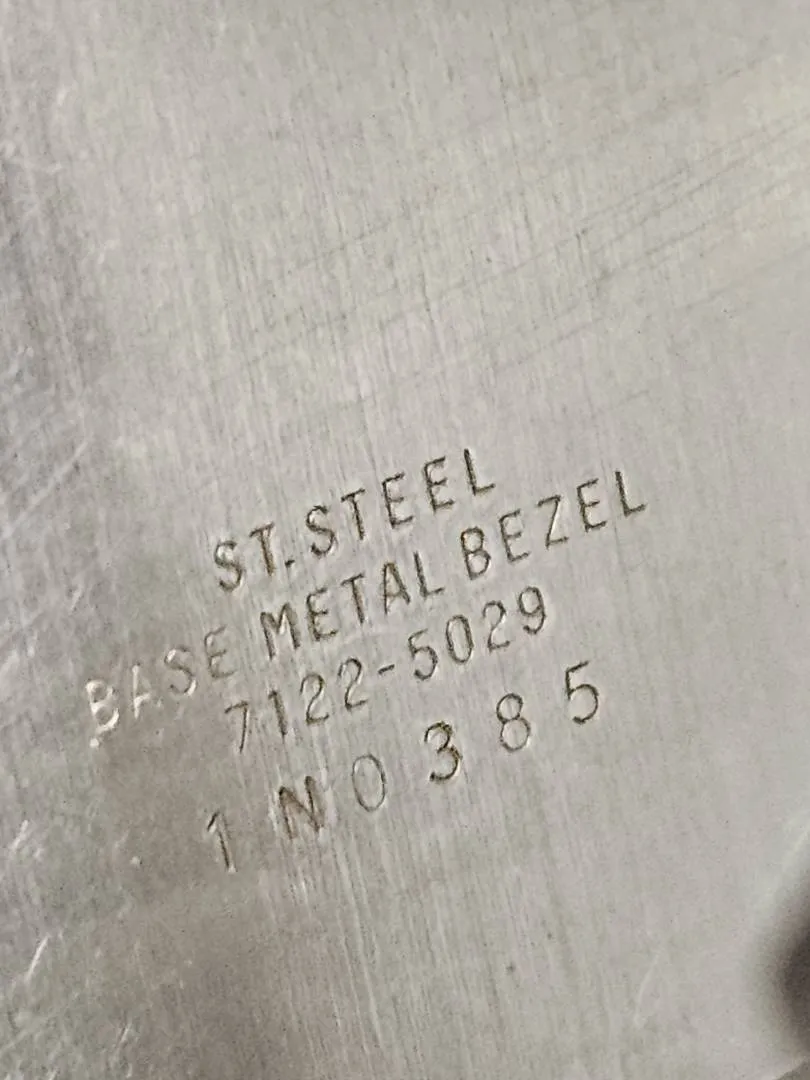 ST.STEEL
BASE METAL BEZEL
7122-5029
1N0385